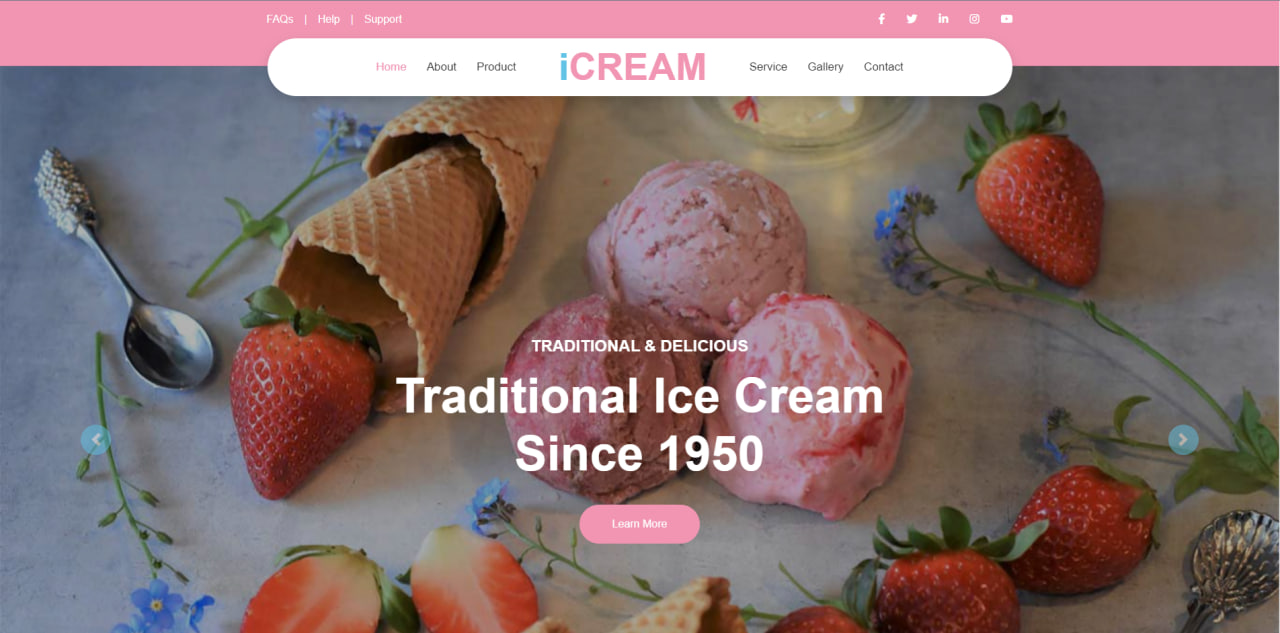 FAQs | Help | Support
Home About Product iCREAM Service Gallery Contact
TRADITIONAL & DELICIOUS
Traditional Ice Cream
Since 1950
Learn More